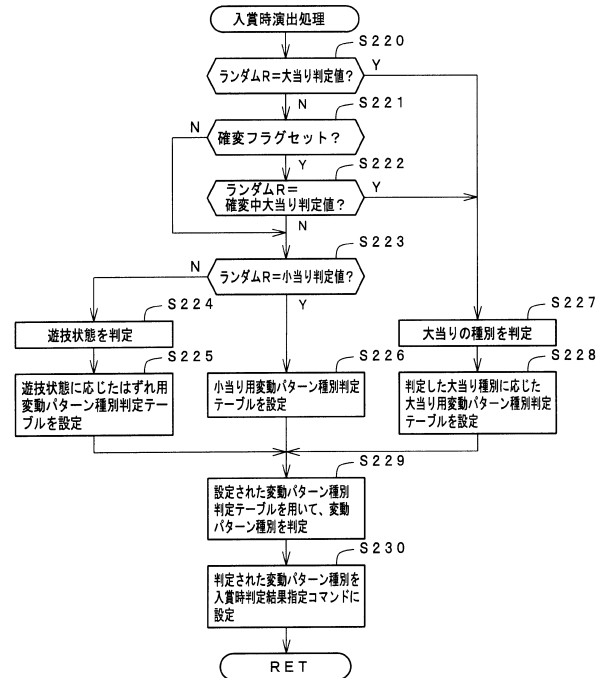 入賞時演出処理
S220
ランダムR＝大当り判定値？
Y
N
S221
確変フラグセット？
N
Y
S222
ランダムR＝
確変中大当り判定値？
Y
N
S223
ランダムR＝小当り判定値？
N
Y
S224
遊技状態を判定
S227
大当りの種別を判定
S225
遊技状態に応じたはずれ用
変動パターン種別判定テー
ブルを設定
S226
小当り用変動パターン種別判定
テーブルを設定
S228
判定した大当り種別に応じた
大当り用変動パターン種別判定
テーブルを設定
S229
設定された変動パターン種別
判定テーブルを用いて、変動
パターン種別を判定
S230
判定された変動パターン種別を
入賞時判定結果指定コマンドに
設定
RET